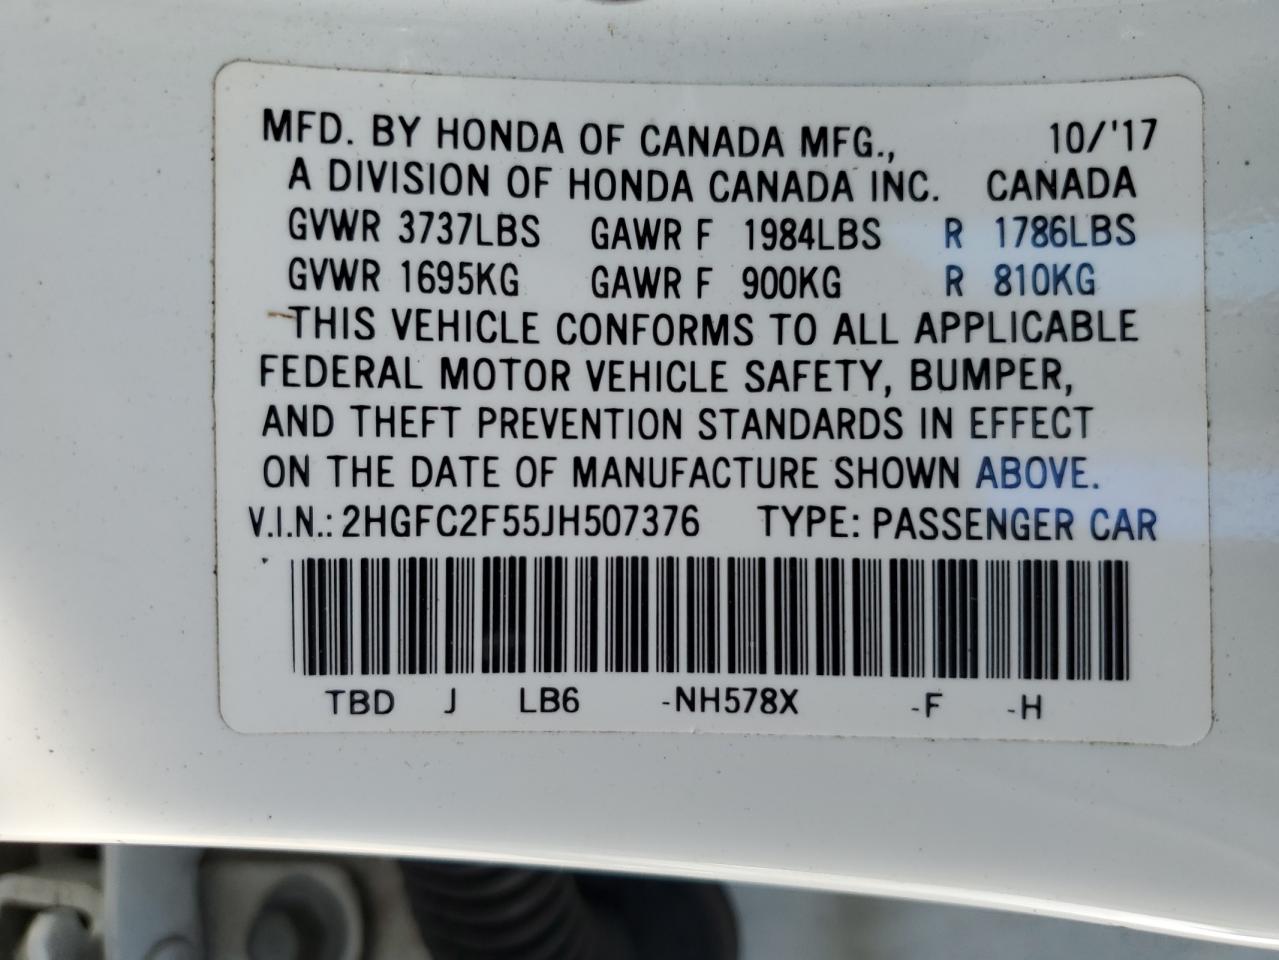 MFD. BY HONDA OF CANADA MFG., 10/'17
A DIVISION OF HONDA CANADA INC. CANADA
GVWR 3737LBS GAWR F 1984LBS R 1786LBS
GVWR 1695KG GAWR F 900KG R 810KG
THIS VEHICLE CONFORMS TO ALL APPLICABLE
FEDERAL MOTOR VEHICLE SAFETY, BUMPER,
AND THEFT PREVENTION STANDARDS IN EFFECT
ON THE DATE OF MANUFACTURE SHOWN ABOVE.
V.I.N.: 2HGFC2F55JH507376 TYPE: PASSENGER CAR
TBD J LB6 -NH578X -F -H